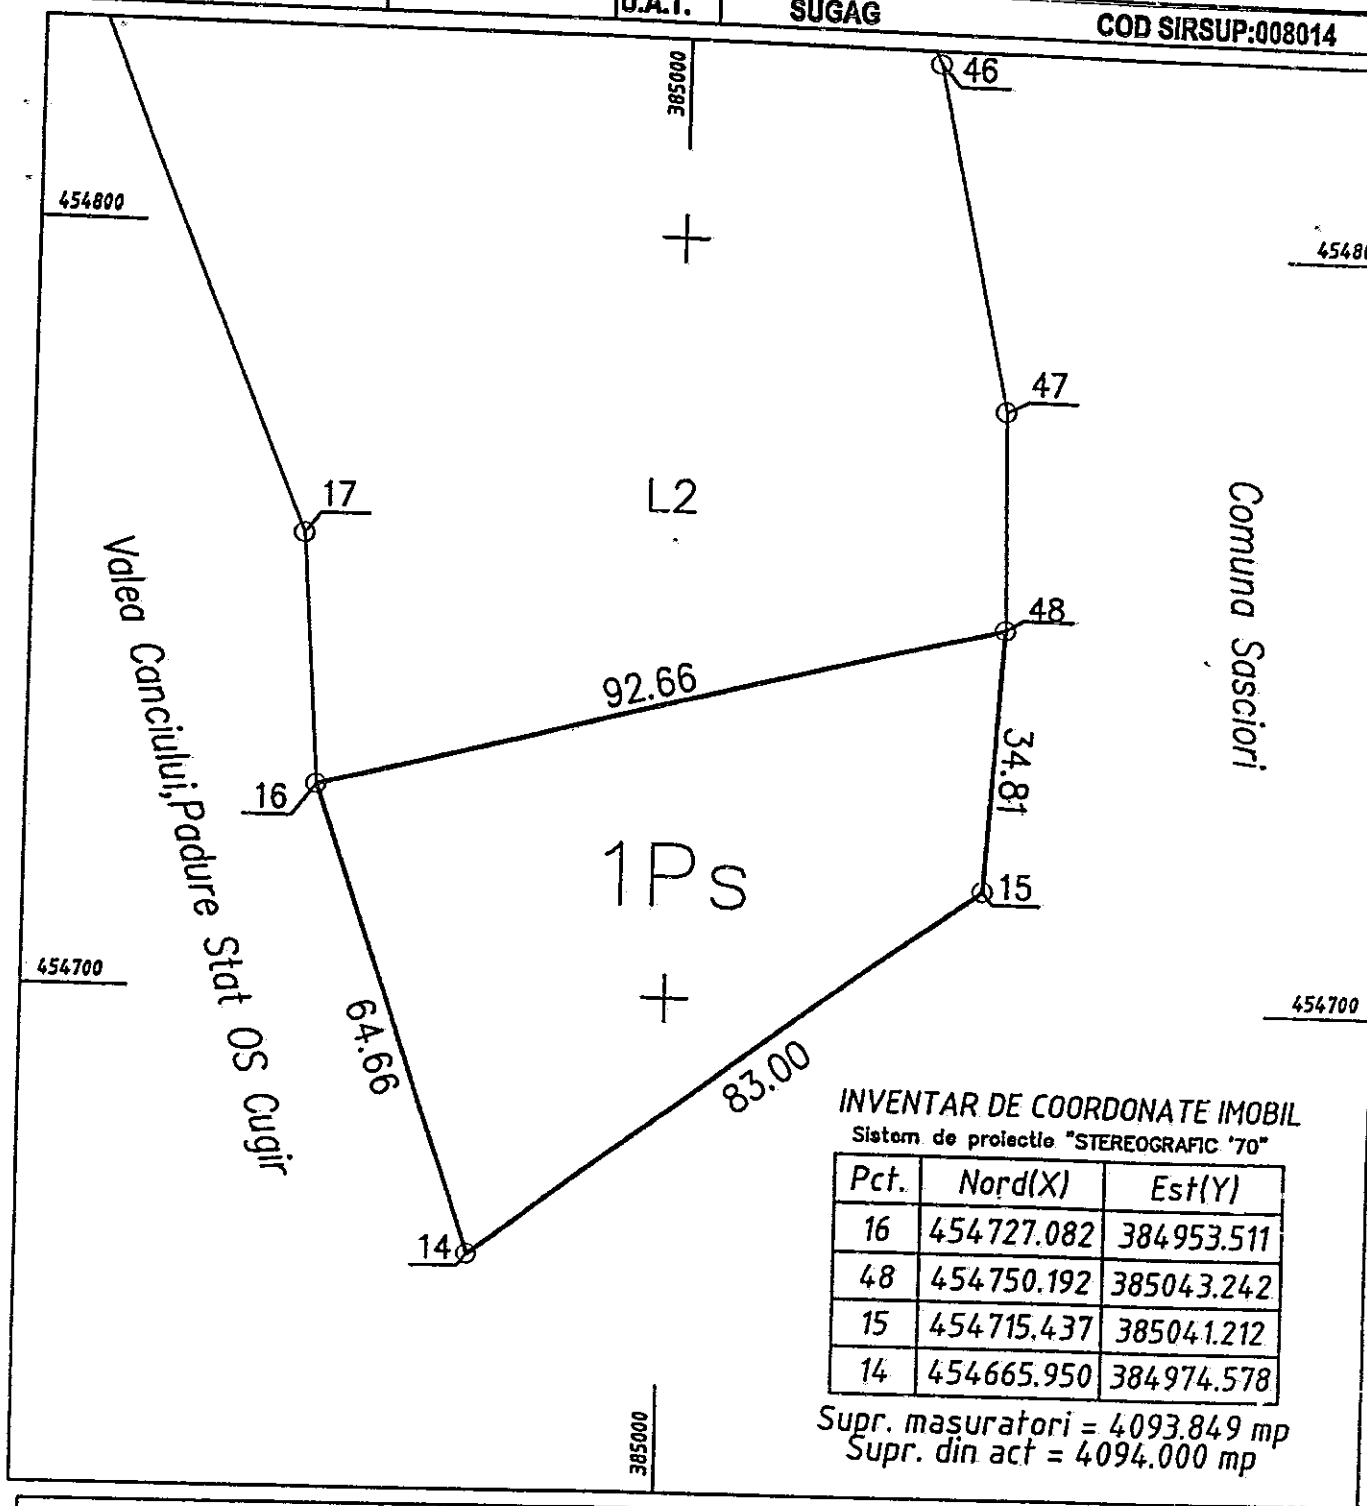 U.A.T. SUGAG COD SIRSUP:008014
385000
46
454800
47
17
L2
48
Comuna Sasciori
Valea Canciului,Padure Stat OS Cugir
92.66
34.81
16
1Ps
15
454700
454700
64.66
83.00
14
INVENTAR DE COORDONATE IMOBIL
Sistem de proiectie "STEREOGRAFIC '70"
Pct. Nord(X) Est(Y)
16 454727.082 384953.511
48 454750.192 385043.242
15 454715.437 385041.212
14 454665.950 384974.578
385000
Supr. masuratori = 4093.849 mp
Supr. din act = 4094.000 mp